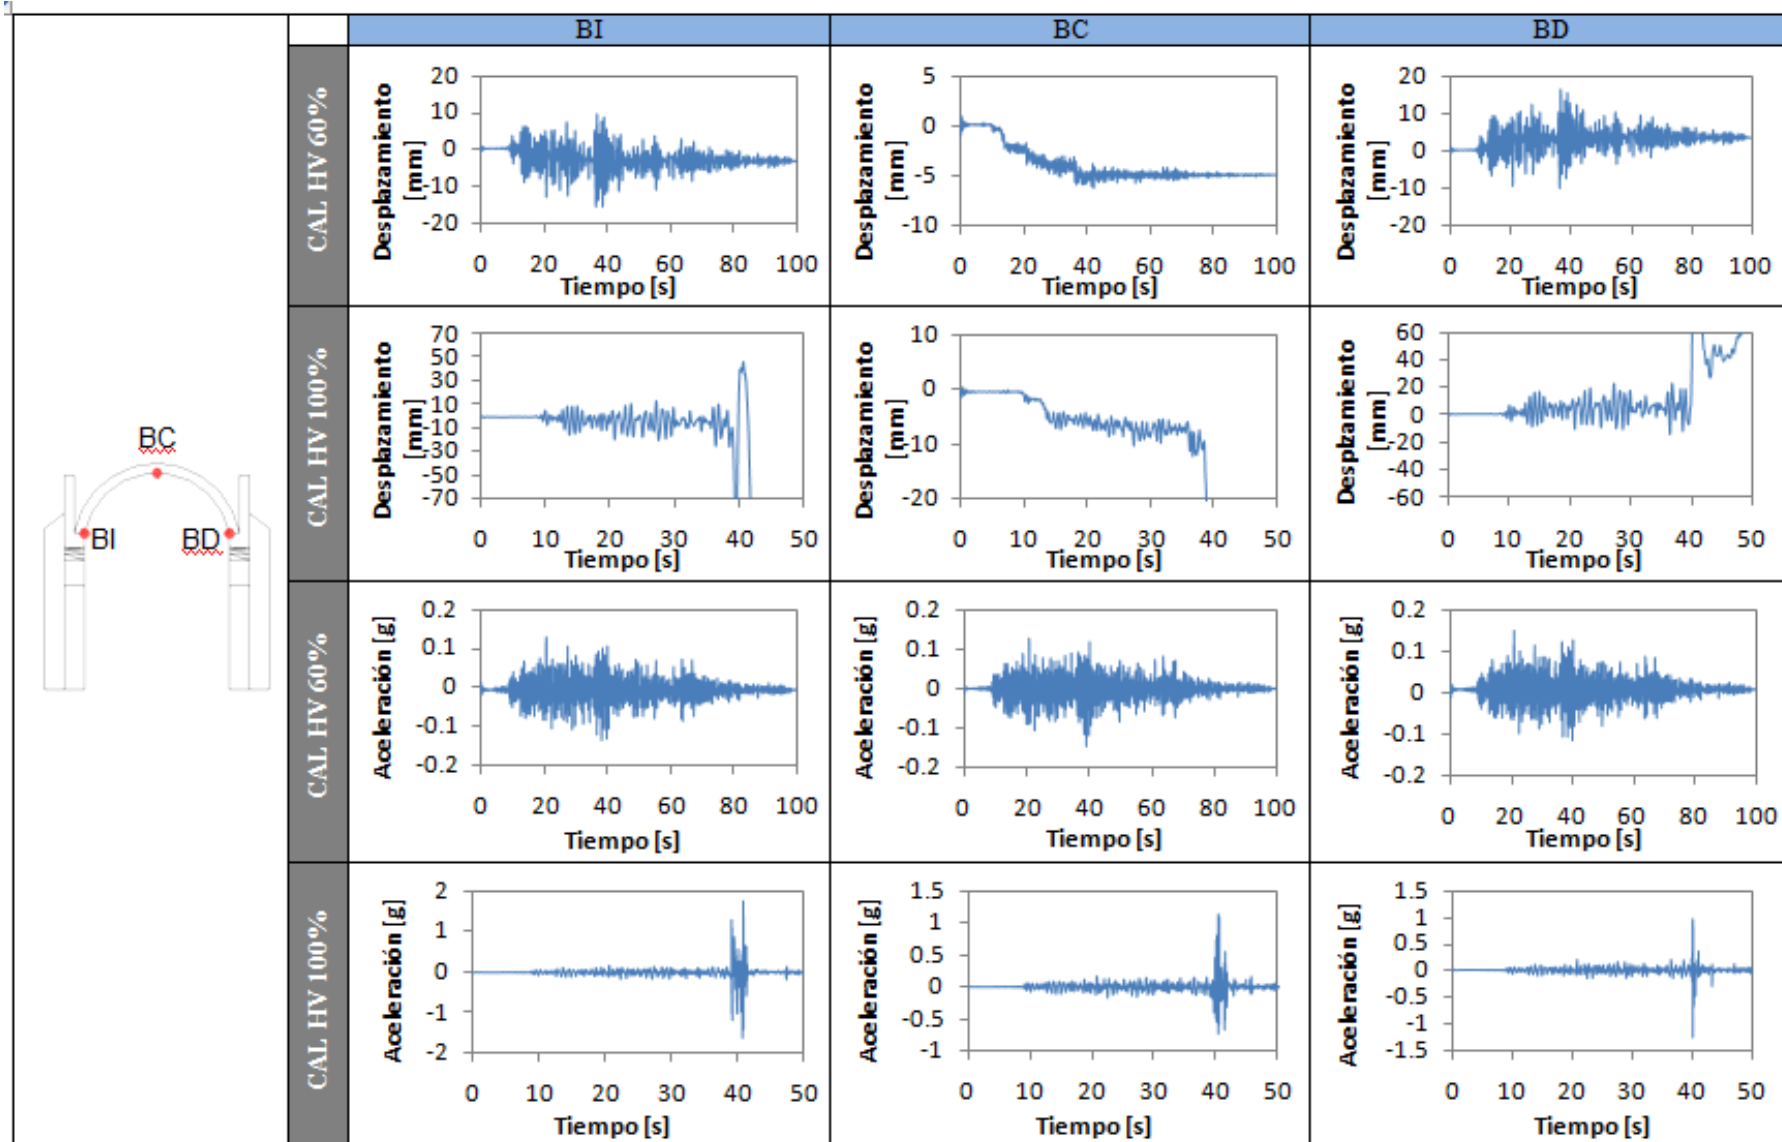 BI
BC
BD
BC
BI
BD
CAL HV 60%
Desplazamiento
[mm]
20
10
0
-10
-20
0 20 40 60 80 100
Tiempo [s]
Desplazamiento
[mm]
5
0
-5
-10
0 20 40 60 80 100
Tiempo [s]
Desplazamiento
[mm]
20
10
0
-10
-20
0 20 40 60 80 100
Tiempo [s]
CAL HV 100%
Desplzamiento
[mm]
70
50
30
10
-10
-30
-50
-70
0 10 20 30 40 50
Tiempo [s]
Desplazamiento
[mm]
10
0
-10
-20
0 10 20 30 40 50
Tiempo [s]
Desplzamiento
[mm]
60
40
20
0
-20
-40
-60
0 10 20 30 40 50
Tiempo [s]
CAL HV 60%
Aceleración [g]
0.2
0.1
0
-0.1
-0.2
0 20 40 60 80 100
Tiempo [s]
Aceleración [g]
0.2
0.1
0
-0.1
-0.2
0 20 40 60 80 100
Tiempo [s]
Aceleración [g]
0.2
0.1
0
-0.1
-0.2
0 20 40 60 80 100
Tiempo [s]
CAL HV 100%
Aceleración [g]
2
1
0
-1
-2
0 10 20 30 40 50
Tiempo [s]
Aceleración [g]
1.5
1
0.5
0
-0.5
-1
0 10 20 30 40 50
Tiempo [s]
Aceleración [g]
1.5
1
0.5
0
-0.5
-1
-1.5
0 10 20 30 40 50
Tiempo [s]